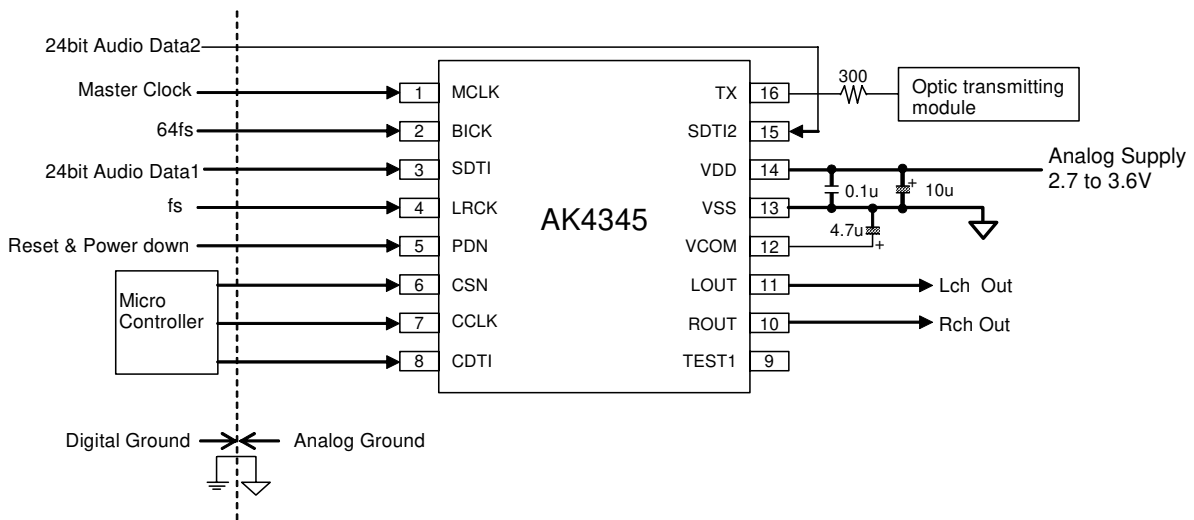 24bit Audio Data2
Master Clock
64fs
24bit Audio Data1
fs
Reset & Power down
Micro
Controller
1 MCLK
2 BICK
3 SDTI
4 LRCK
5 PDN
6 CSN
7 CCLK
8 CDTI
AK4345
TX 16
SDTI2 15
VDD 14
VSS 13
VCOM 12
LOUT 11
ROUT 10
TEST1 9
300
Optic transmitting
module
Analog Supply
2.7 to 3.6V
0.1u
+
10u
4.7u
+
Lch Out
Rch Out
Digital Ground
Analog Ground